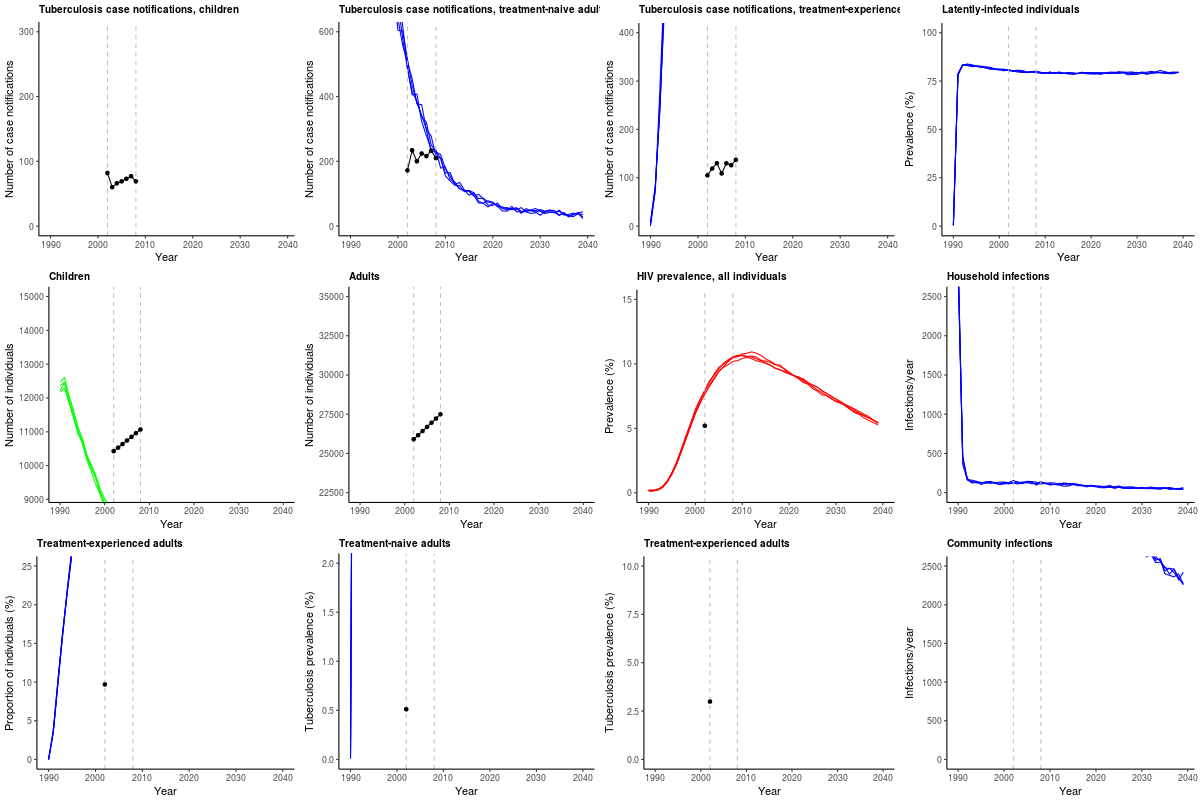 Tuberculosis case notifications, children
Number of case notifications
300
200
100
0
1990 2000 2010 2020 2030 2040
Year
Tuberculosis case notifications, treatment-naive adult
Number of case notifications
600
400
200
0
1990 2000 2010 2020 2030 2040
Year
Tuberculosis case notifications, treatment-experience
Number of case notifications
400
300
200
100
0
1990 2000 2010 2020 2030 2040
Year
Latently-infected individuals
Prevalence (%)
100
75
50
25
0
1990 2000 2010 2020 2030 2040
Year
Children
Number of individuals
15000
14000
13000
12000
11000
10000
9000
1990 2000 2010 2020 2030 2040
Year
Adults
Number of individuals
35000
32500
30000
27500
25000
22500
1990 2000 2010 2020 2030 2040
Year
HIV prevalence, all individuals
Prevalence (%)
15
10
5
0
1990 2000 2010 2020 2030 2040
Year
Household infections
Infections/year
2500
2000
1500
1000
500
0
1990 2000 2010 2020 2030 2040
Year
Treatment-experienced adults
Proportion of individuals (%)
25
20
15
10
5
0
1990 2000 2010 2020 2030 2040
Year
Treatment-naive adults
Tuberculosis prevalence (%)
2.0
1.5
1.0
0.5
0.0
1990 2000 2010 2020 2030 2040
Year
Treatment-experienced adults
Tuberculosis prevalence (%)
10.0
7.5
5.0
2.5
0.0
1990 2000 2010 2020 2030 2040
Year
Community infections
Infections/year
2500
2000
1500
1000
500
0
1990 2000 2010 2020 2030 2040
Year